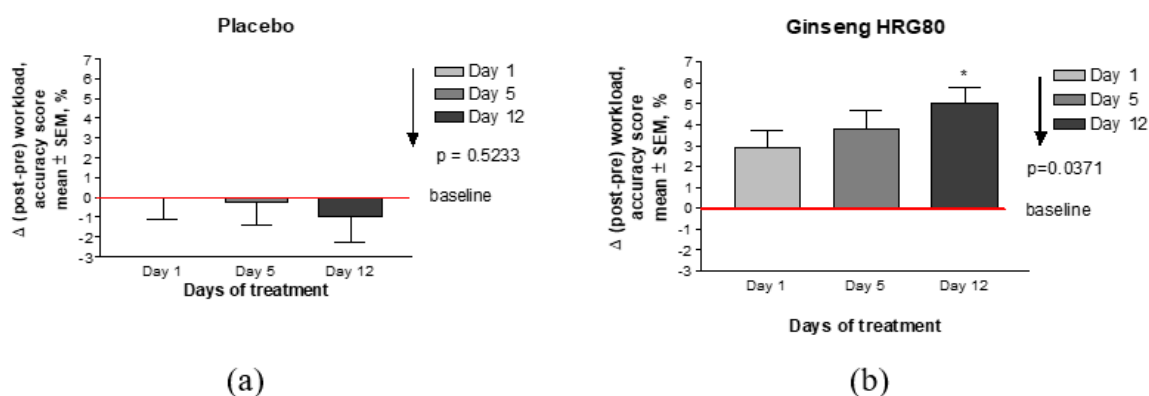 Placebo
Δ (post-pre) workload,
accuracy score
mean ± SEM, %
7
6
5
4
3
2
1
0
-1
-2
-3
Day 1
Day 5
Day 12
Days of treatment
Day 1
Day 5
Day 12
p = 0.5233
baseline
(a)
Ginseng HRG80
Δ (post-pre) workload,
accuracy score
mean ± SEM, %
7
6
5
4
3
2
1
0
-1
-2
-3
*
Day 1
Day 5
Day 12
Days of treatment
Day 1
Day 5
Day 12
p=0.0371
baseline
(b)